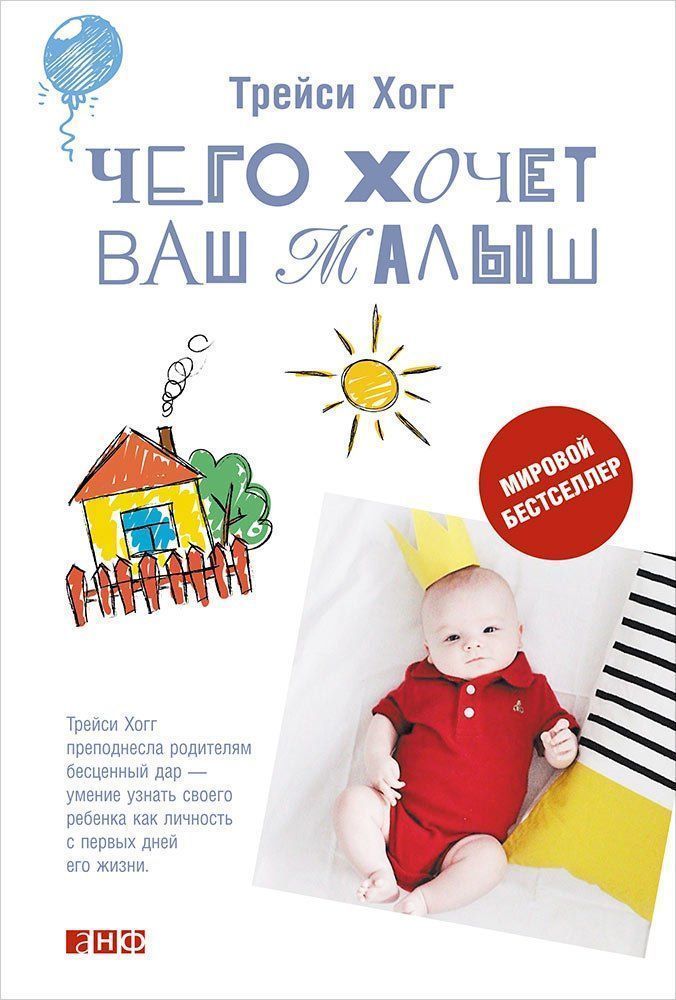 Трейси Хогг
ЧЕГО ХОЧЕТ
ВАШ МАЛЫШ
МИРОВОЙ
БЕСТСЕЛЛЕР
Трейси Хогг
преподнесла родителям
бесценный дар —
умение узнать своего
ребенка как личность
с первых дней
его жизни.
анф